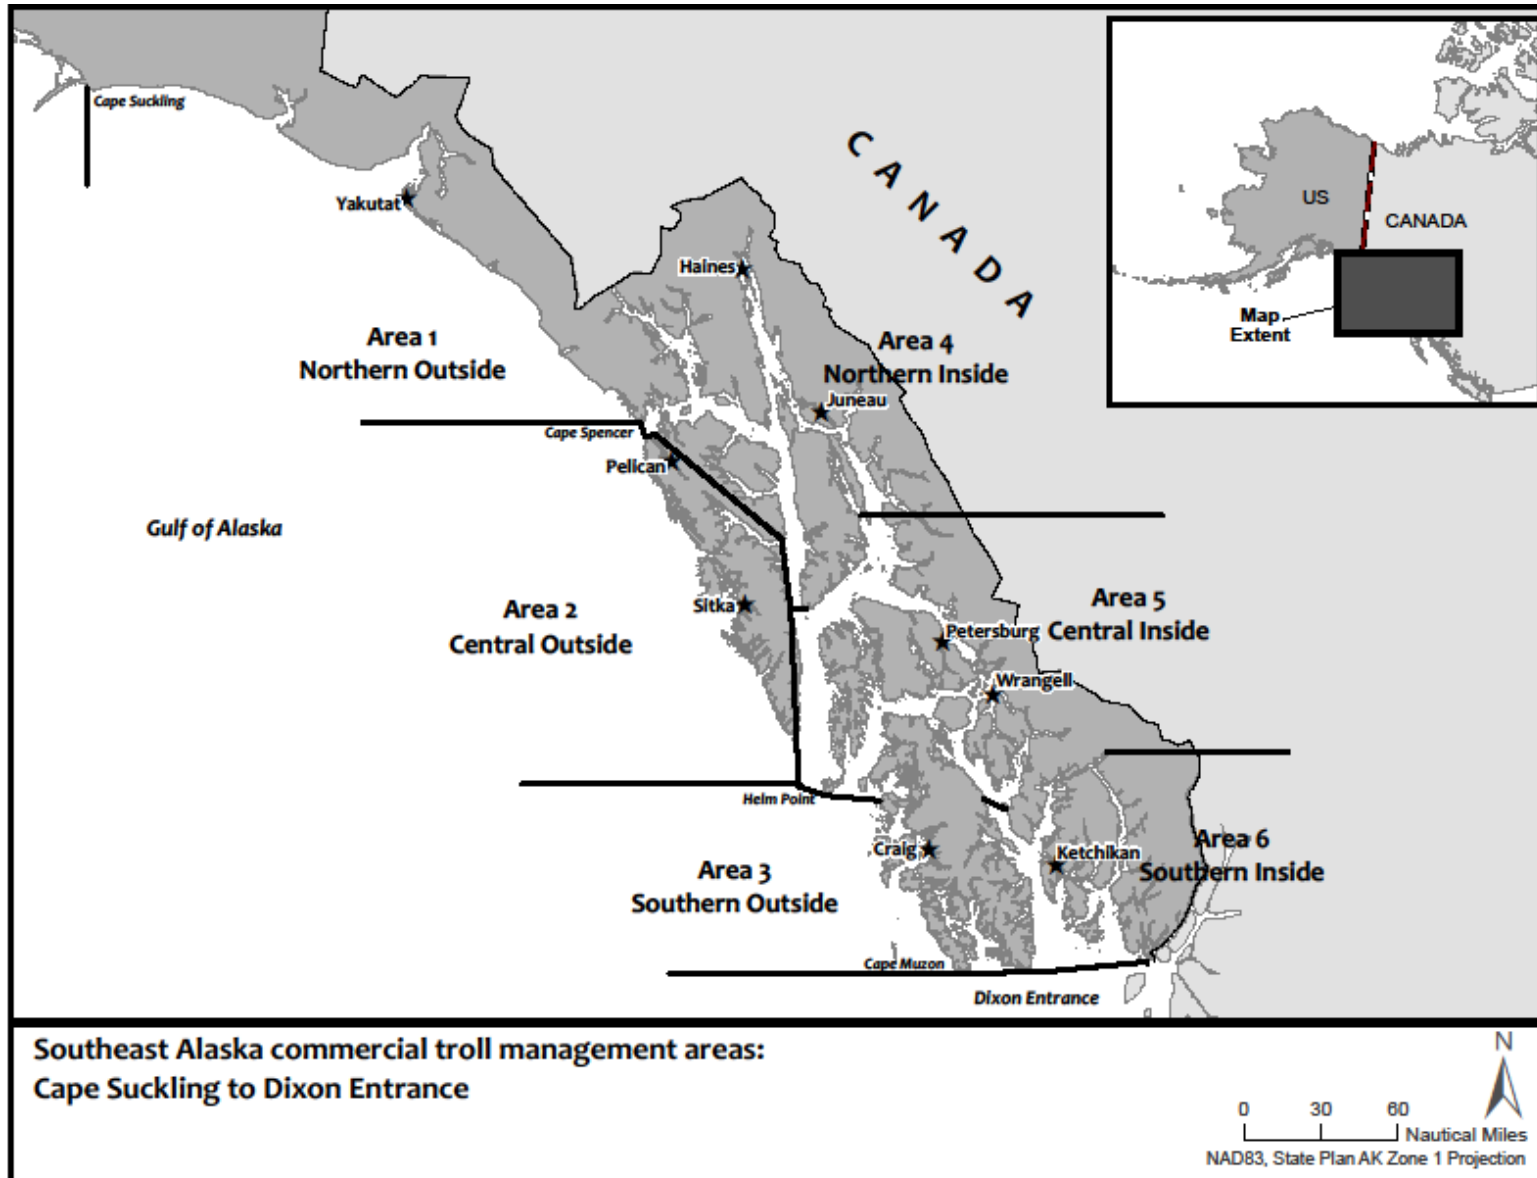 Cape Suckling
Yakutat
Haines
CANADA
US
CANADA
Map
Extent
Area 1
Northern Outside
Area 4
Northern Inside
Juneau
Cape Spencer
Pelican
Gulf of Alaska
Area 2
Central Outside
Sitka
Area 5
Central Inside
Petersburg
Wrangell
Helm Point
Craig
Ketchikan
Area 6
Southern Inside
Area 3
Southern Outside
Cape Muzon
Dixon Entrance
Southeast Alaska commercial troll management areas:
Cape Suckling to Dixon Entrance
N
0 30 60
Nautical Miles
NAD83, State Plan AK Zone 1 Projection